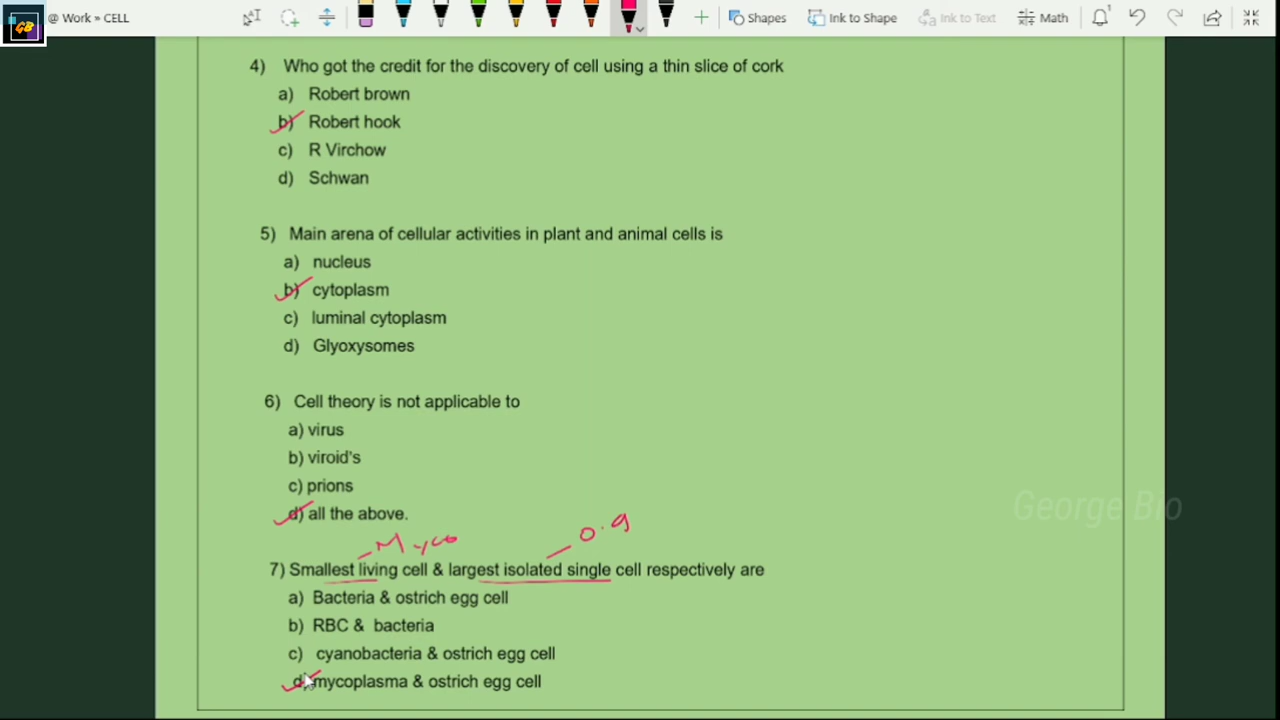 GB
@ Work » CELL
Shapes
Ink to Shape
Ink to Text
Math
4) Who got the credit for the discovery of cell using a thin slice of cork
a) Robert brown
b) Robert hook
c) R Virchow
d) Schwan
5) Main arena of cellular activities in plant and animal cells is
a) nucleus
b) cytoplasm
c) luminal cytoplasm
d) Glyoxysomes
6) Cell theory is not applicable to
a) virus
b) viroid's
c) prions
d) all the above.
George Bio
Myco
0.9
7) Smallest living cell & largest isolated single cell respectively are
a) Bacteria & ostrich egg cell
b) RBC & bacteria
c) cyanobacteria & ostrich egg cell
d) mycoplasma & ostrich egg cell